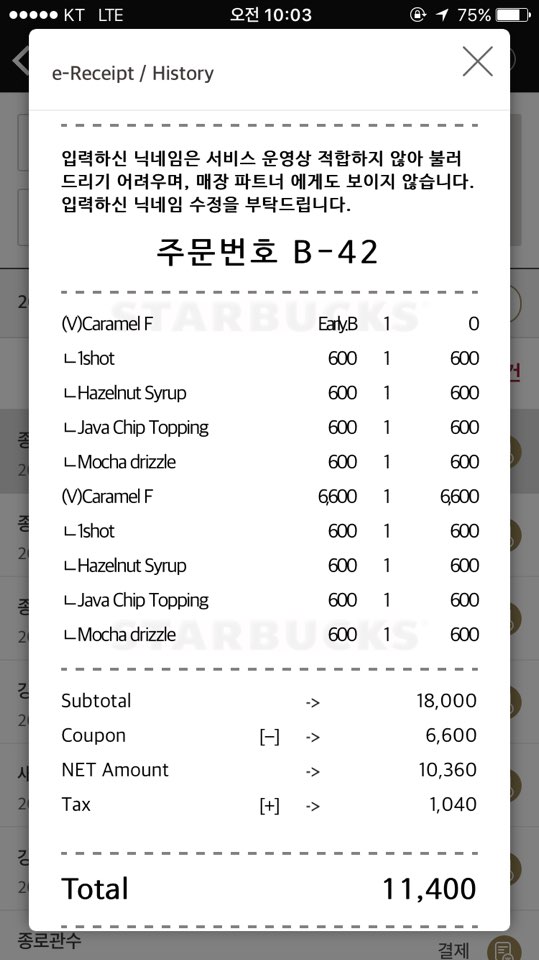 KT LTE 오전 10:03 75%
e-Receipt / History
입력하신 닉네임은 서비스 운영상 적합하지 않아 불러
드리기 어려우며, 매장 파트너 에게도 보이지 않습니다.
입력하신 닉네임 수정을 부탁드립니다.
주문번호 B-42
STARBUCKS
(V)Caramel F Early.B 1 0
ㄴ1shot 600 1 600
ㄴHazelnut Syrup 600 1 600
ㄴJava Chip Topping 600 1 600
ㄴMocha drizzle 600 1 600
(V)Caramel F 6,600 1 6,600
ㄴ1shot 600 1 600
ㄴHazelnut Syrup 600 1 600
ㄴJava Chip Topping 600 1 600
ㄴMocha drizzle 600 1 600
STARBUCKS
Subtotal -> 18,000
Coupon [-] -> 6,600
NET Amount -> 10,360
Tax [+] -> 1,040
Total 11,400
종로관수
결제